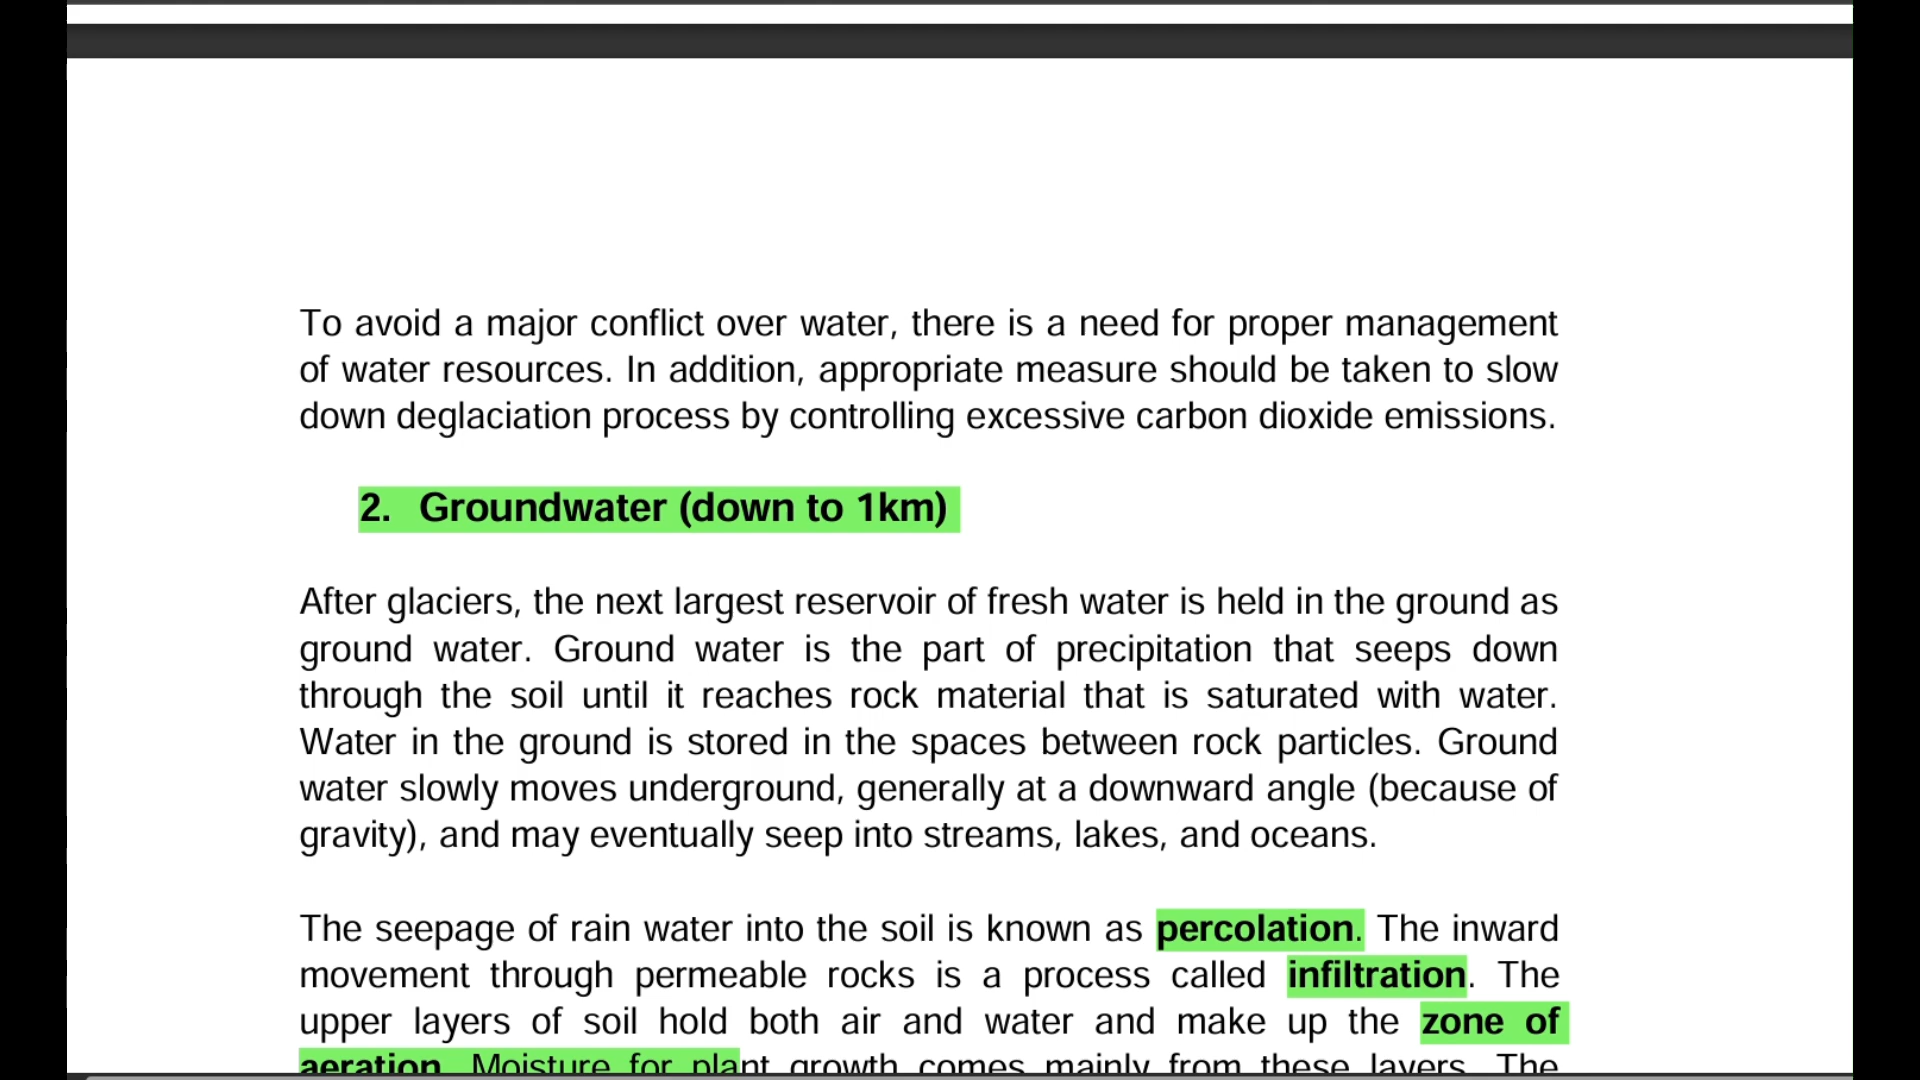 To avoid a major conflict over water, there is a need for proper management
of water resources. In addition, appropriate measure should be taken to slow
down deglaciation process by controlling excessive carbon dioxide emissions.
2. Groundwater (down to 1km)
After glaciers, the next largest reservoir of fresh water is held in the ground as
ground water. Ground water is the part of precipitation that seeps down
through the soil until it reaches rock material that is saturated with water.
Water in the ground is stored in the spaces between rock particles. Ground
water slowly moves underground, generally at a downward angle (because of
gravity), and may eventually seep into streams, lakes, and oceans.
The seepage of rain water into the soil is known as percolation. The inward
movement through permeable rocks is a process called infiltration. The
upper layers of soil hold both air and water and make up the zone of
aeration. Moisture for plant growth comes mainly from these layers. The